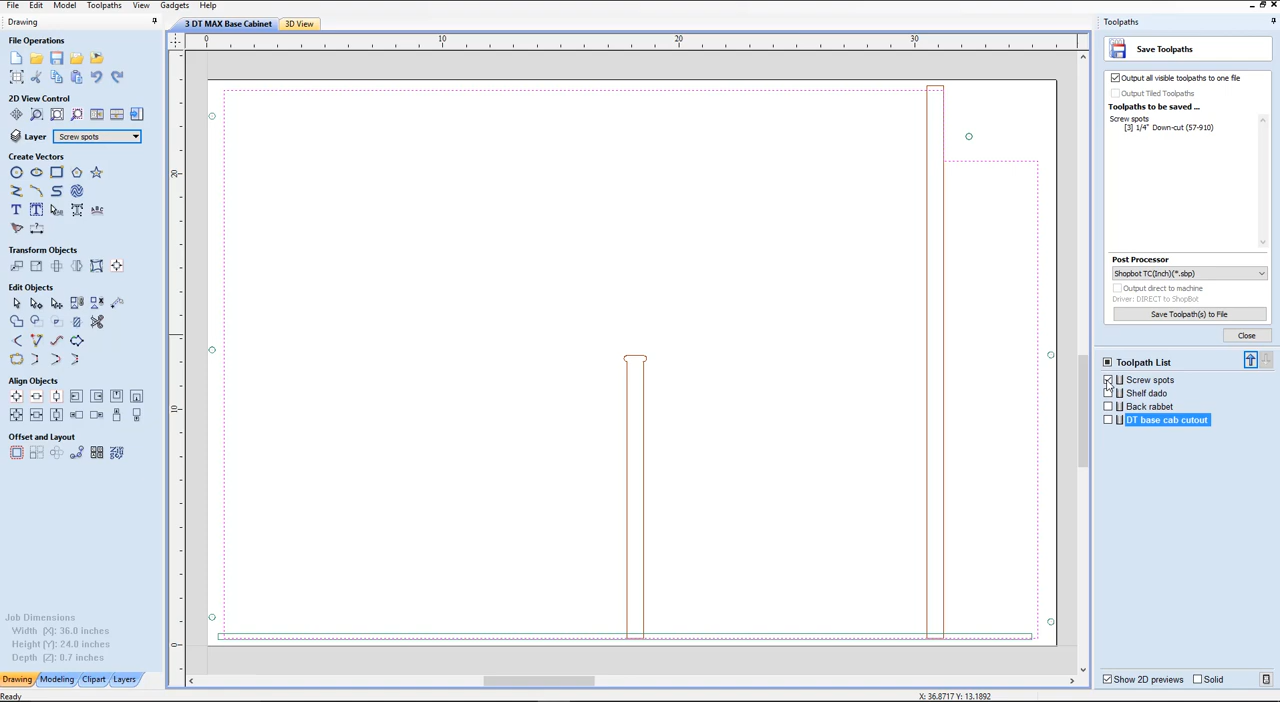 File Edit Model Toolpaths View Gadgets Help
Drawing
File Operations
2D View Control
Layer Screw spots
Create Vectors
Transform Objects
Edit Objects
Align Objects
Offset and Layout
Job Dimensions
Width (X): 36.0 inches
Height (Y): 24.0 inches
Depth (Z): 0.7 inches
Drawing Modeling Clipart Layers
Ready
3 DT MAX Base Cabinet 3D View
0 10 20 30
20
10
0
X: 36.8717 Y: 13.1892
Toolpaths
Save Toolpaths
Output all visible toolpaths to one file
Output Tiled Toolpaths
Toolpaths to be saved ...
Screw spots
[3] 1/4" Down-cut (57-910)
Post Processor
Shopbot TC(Inch)(*.sbp)
Output direct to machine
Driver: DIRECT to ShopBot
Save Toolpath(s) to File
Close
Toolpath List
Screw spots
Shelf dado
Back rabbet
DT base cab cutout
Show 2D previews Solid